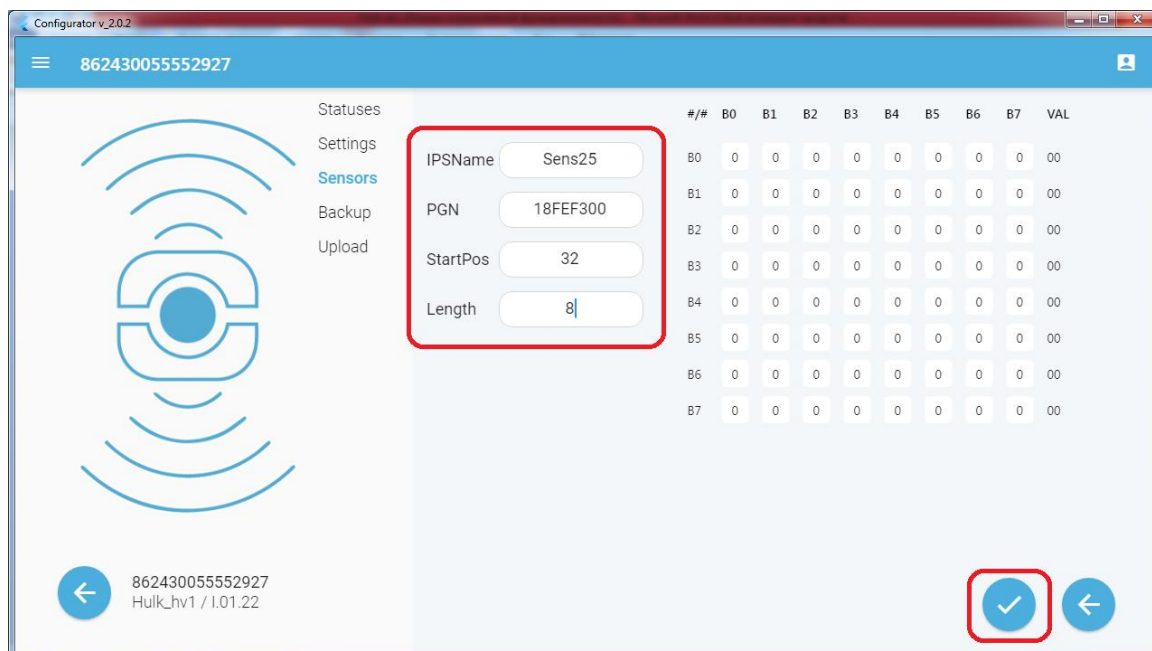 Configurator v_2.0.2
862430055552927
Statuses
Settings
Sensors
Backup
Upload
IPSName Sens25
PGN 18FEF300
StartPos 32
Length 8
#/# B0 B1 B2 B3 B4 B5 B6 B7 VAL
B0 0 0 0 0 0 0 0 0 00
B1 0 0 0 0 0 0 0 0 00
B2 0 0 0 0 0 0 0 0 00
B3 0 0 0 0 0 0 0 0 00
B4 0 0 0 0 0 0 0 0 00
B5 0 0 0 0 0 0 0 0 00
B6 0 0 0 0 0 0 0 0 00
B7 0 0 0 0 0 0 0 0 00
862430055552927
Hulk_hv1 / I.01.22